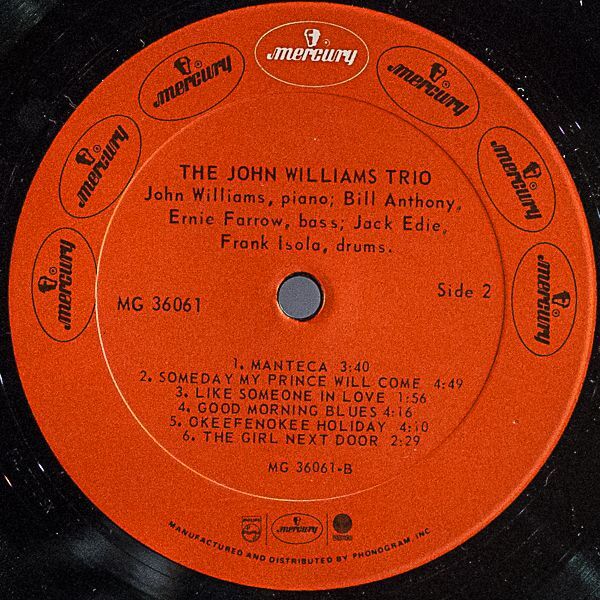 mercury
mercury
mercury
mercury
mercury
mercury
mercury
THE JOHN WILLIAMS TRIO
John Williams, piano; Bill Anthony,
Ernie Farrow, bass; Jack Edie,
Frank Isola, drums.
MG 36061
Side 2
1. MANTECA 3:40
2. SOMEDAY MY PRINCE WILL COME 4:49
3. LIKE SOMEONE IN LOVE 1:56
4. GOOD MORNING BLUES 4:16
5. OKEEFENOKEE HOLIDAY 4:10
6. THE GIRL NEXT DOOR 2:29
MG 36061-B
PHILIPS
mercury
MANUFACTURED AND DISTRIBUTED BY PHONOGRAM, INC